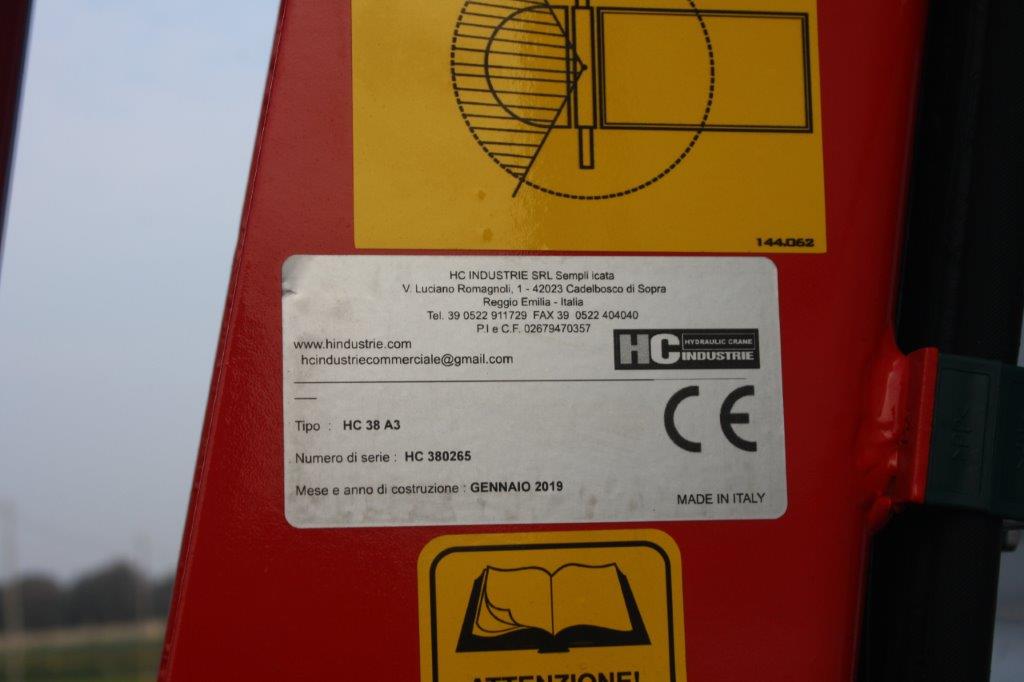 144.062
HC INDUSTRIE SRL Sempli icata
V. Luciano Romagnoli, 1 - 42023 Cadelbosco di Sopra
Reggio Emilia - Italia
Tel. 39 0522 911729 FAX 39 0522 404040
P.I e C.F. 02679470357
www.hindustrie.com
hcindustriecommerciale@gmail.com
HC HYDRAULIC CRANE
INDUSTRIE
CE
Tipo : HC 38 A3
Numero di serie : HC 380265
Mese e anno di costruzione : GENNAIO 2019
MADE IN ITALY
ATTENZIONE!